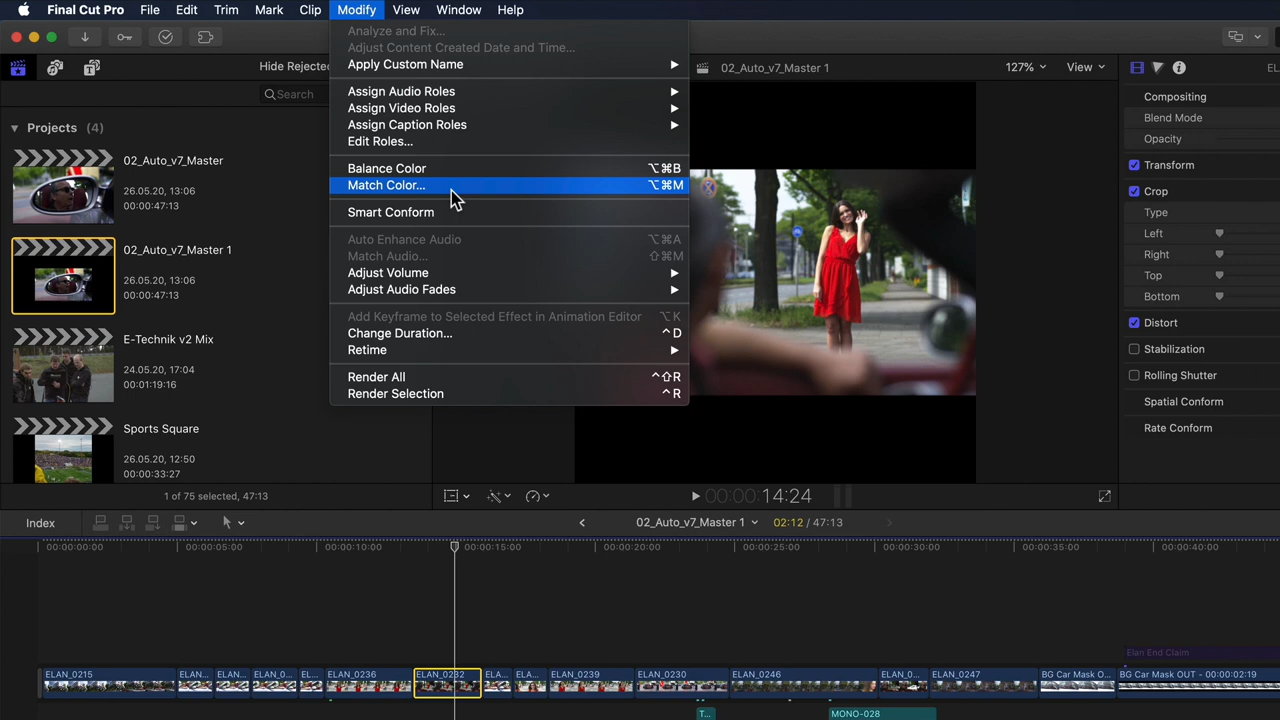 Final Cut Pro File Edit Trim Mark Clip Modify View Window Help
Hide Rejected
Search
Projects (4)
02_Auto_v7_Master
26.05.20, 13:06
00:00:47:13
02_Auto_v7_Master 1
26.05.20, 13:06
00:00:47:13
E-Technik v2 Mix
24.05.20, 17:04
00:01:19:16
Sports Square
26.05.20, 12:50
00:00:33:27
1 of 75 selected, 47:13
Analyze and Fix...
Adjust Content Created Date and Time...
Apply Custom Name
Assign Audio Roles
Assign Video Roles
Assign Caption Roles
Edit Roles...
Balance Color ⌥⌘B
Match Color... ⌥⌘M
Smart Conform
Auto Enhance Audio ⌥⌘A
Match Audio... ⇧⌘M
Adjust Volume
Adjust Audio Fades
Add Keyframe to Selected Effect in Animation Editor ⌥K
Change Duration... ^D
Retime
Render All ^⇧R
Render Selection ^R
02_Auto_v7_Master 1 127% View
00:00:14:24
EL
Compositing
Blend Mode
Opacity
Transform
Crop
Type
Left
Right
Top
Bottom
Distort
Stabilization
Rolling Shutter
Spatial Conform
Rate Conform
Index 02_Auto_v7_Master 1 02:12 / 47:13
00:00:00:00 00:00:05:00 00:00:10:00 00:00:15:00 00:00:20:00 00:00:25:00 00:00:30:00 00:00:35:00 00:00:40:00
Elan End Claim
ELAN_0215 ELAN... ELAN... ELAN_0... EL... ELAN_0236 ELAN_0232 ELA... ELA... ELAN_0239 ELAN_0230 ELAN_0246 ELAN_0... ELAN_0247 BG Car Mask O... BG Car Mask OUT - 00:00:02:19
T... MONO-028